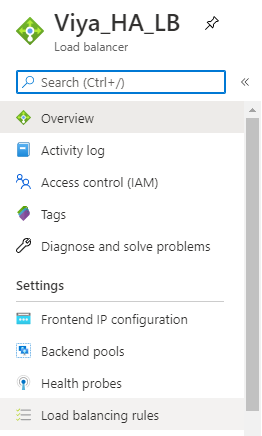 Viya_HA_LB
Load balancer
Search (Ctrl+/)
«
Overview
Activity log
Access control (IAM)
Tags
Diagnose and solve problems
Settings
Frontend IP configuration
Backend pools
Health probes
Load balancing rules